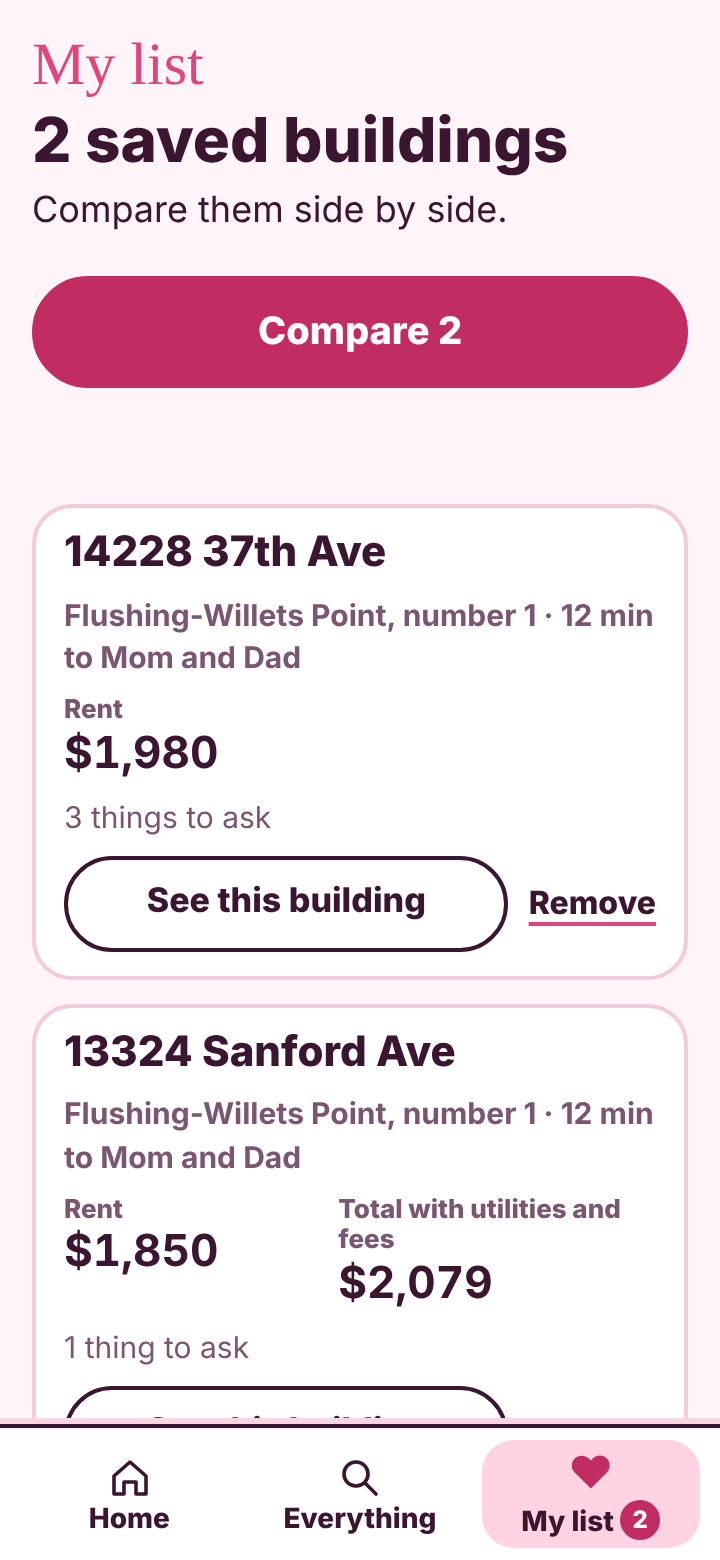 My list
2 saved buildings
Compare them side by side.
Compare 2
14228 37th Ave
Flushing-Willets Point, number 1 · 12 min
to Mom and Dad
Rent
$1,980
3 things to ask
See this building
Remove
13324 Sanford Ave
Flushing-Willets Point, number 1 · 12 min
to Mom and Dad
Rent
$1,850
Total with utilities and
fees
$2,079
1 thing to ask
Home
Everything
My list 2